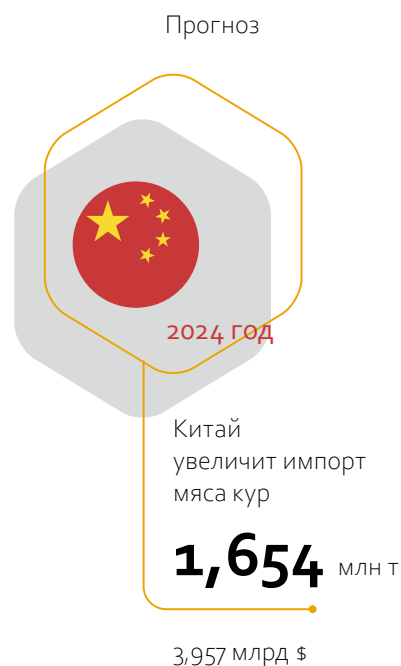 Прогноз
2024 год
Китай
увеличит импорт
мяса кур
1,654 млн т
3,957 млрд $